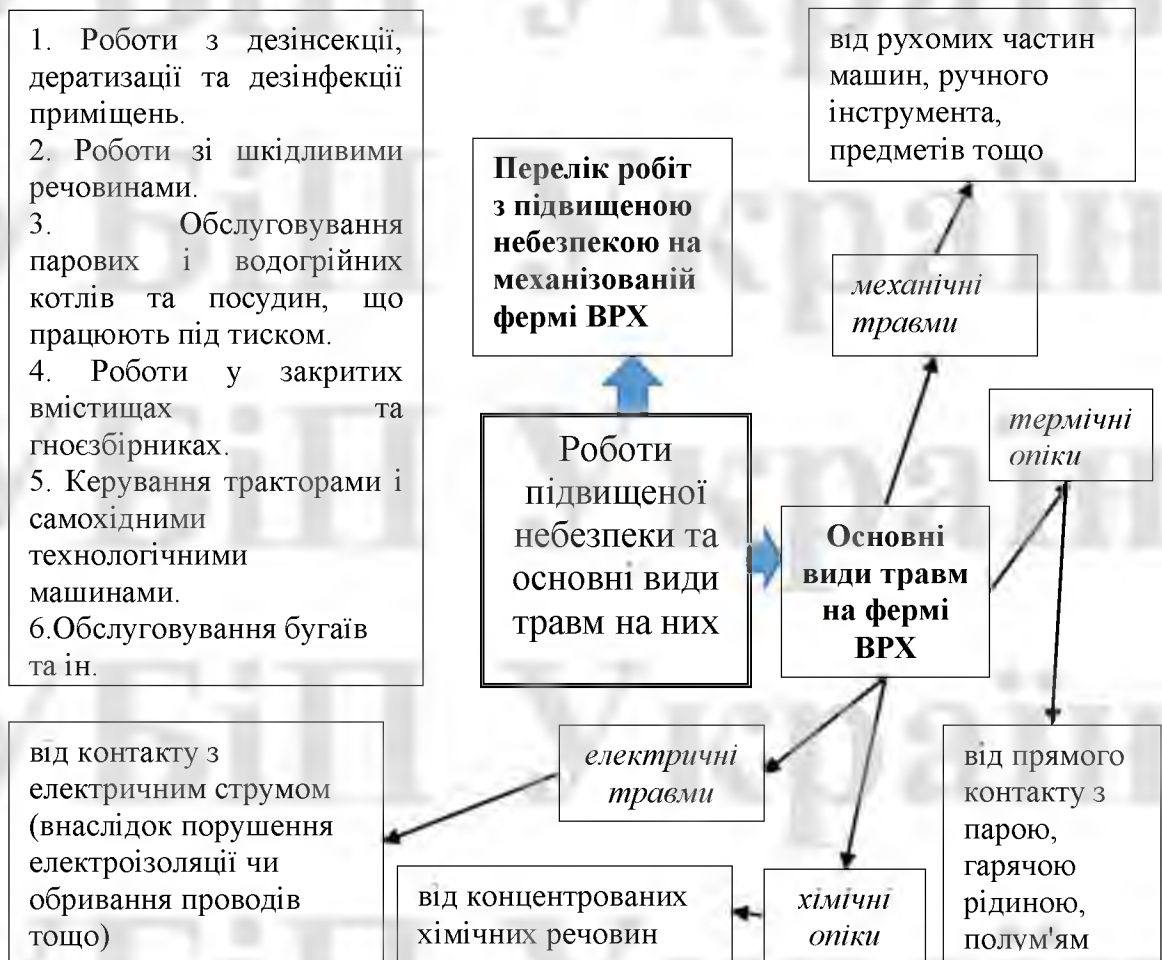 1. Роботи з дезінсекції,
дератизації та дезінфекції
приміщень.
2. Роботи зі шкідливими
речовинами.
3. Обслуговування
парових і водогрійних
котлів та посудин, що
працюють під тиском.
4. Роботи у закритих
вмістищах та
гноєзбірниках.
5. Керування тракторами і
самохідними
технологічними
машинами.
6.Обслуговування бугаїв
та ін.
Перелік робіт
з підвищеною
небезпекою на
механізованій
фермі ВРХ
від рухомих частин
машин, ручного
інструмента,
предметів тощо
механічні
травми
термічні
опіки
Роботи
підвищеної
небезпеки та
основні види
травм на них
Основні
види травм
на фермі
ВРХ
від контакту з
електричним струмом
(внаслідок порушення
електроізоляції чи
обривання проводів
тощо)
електричні
травми
від концентрованих
хімічних речовин
хімічні
опіки
від прямого
контакту з
парою,
гарячою
рідиною,
полум'ям